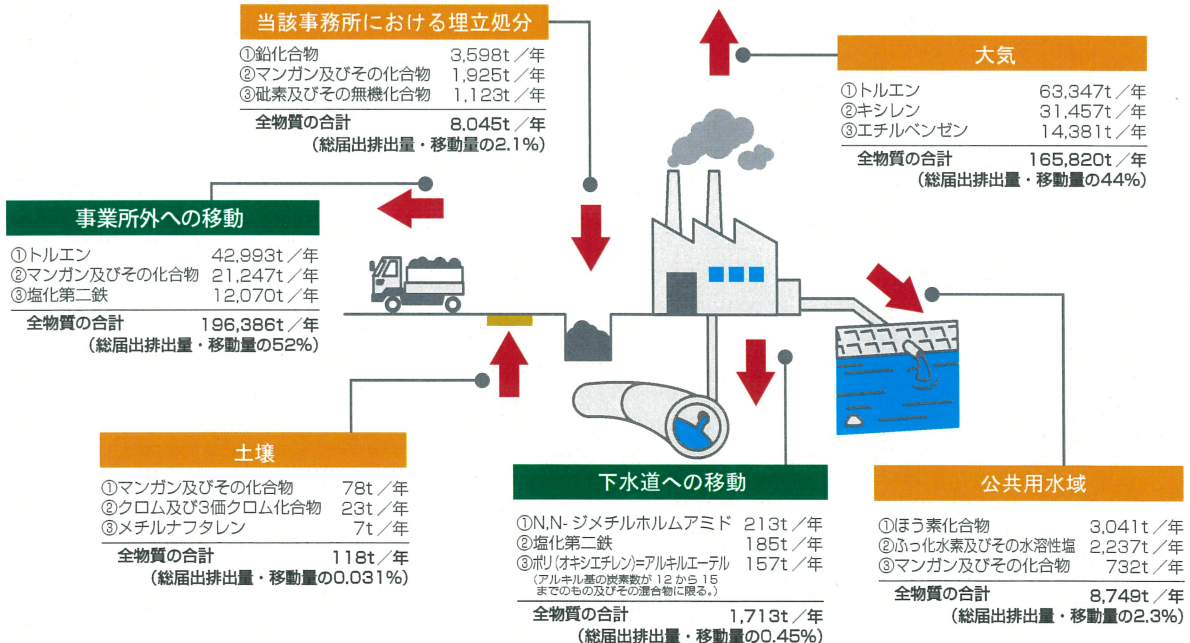 当該事務所における埋立処分
①鉛化合物 3,598t／年
②マンガン及びその化合物 1,925t／年
③砒素及びその無機化合物 1,123t／年
全物質の合計 8.045t／年
(総届出排出量・移動量の2.1%)
大気
①トルエン 63,347t／年
②キシレン 31,457t／年
③エチルベンゼン 14,381t／年
全物質の合計 165,820t／年
(総届出排出量・移動量の44%)
事業所外への移動
①トルエン 42,993t／年
②マンガン及びその化合物 21,247t／年
③塩化第二鉄 12,070t／年
全物質の合計 196,386t／年
(総届出排出量・移動量の52%)
土壌
①マンガン及びその化合物 78t／年
②クロム及び3価クロム化合物 23t／年
③メチルナフタレン 7t／年
全物質の合計 118t／年
(総届出排出量・移動量の0.031%)
下水道への移動
①N,N-ジメチルホルムアミド 213t／年
②塩化第二鉄 185t／年
③ポリ(オキシエチレン)=アルキルエーテル 157t／年
(アルキル基の炭素数が12から15
までのもの及びその混合物に限る。)
全物質の合計 1,713t／年
(総届出排出量・移動量の0.45%)
公共用水域
①ほう素化合物 3,041t／年
②ふっ化水素及びその水溶性塩 2,237t／年
③マンガン及びその化合物 732t／年
全物質の合計 8,749t／年
(総届出排出量・移動量の2.3%)